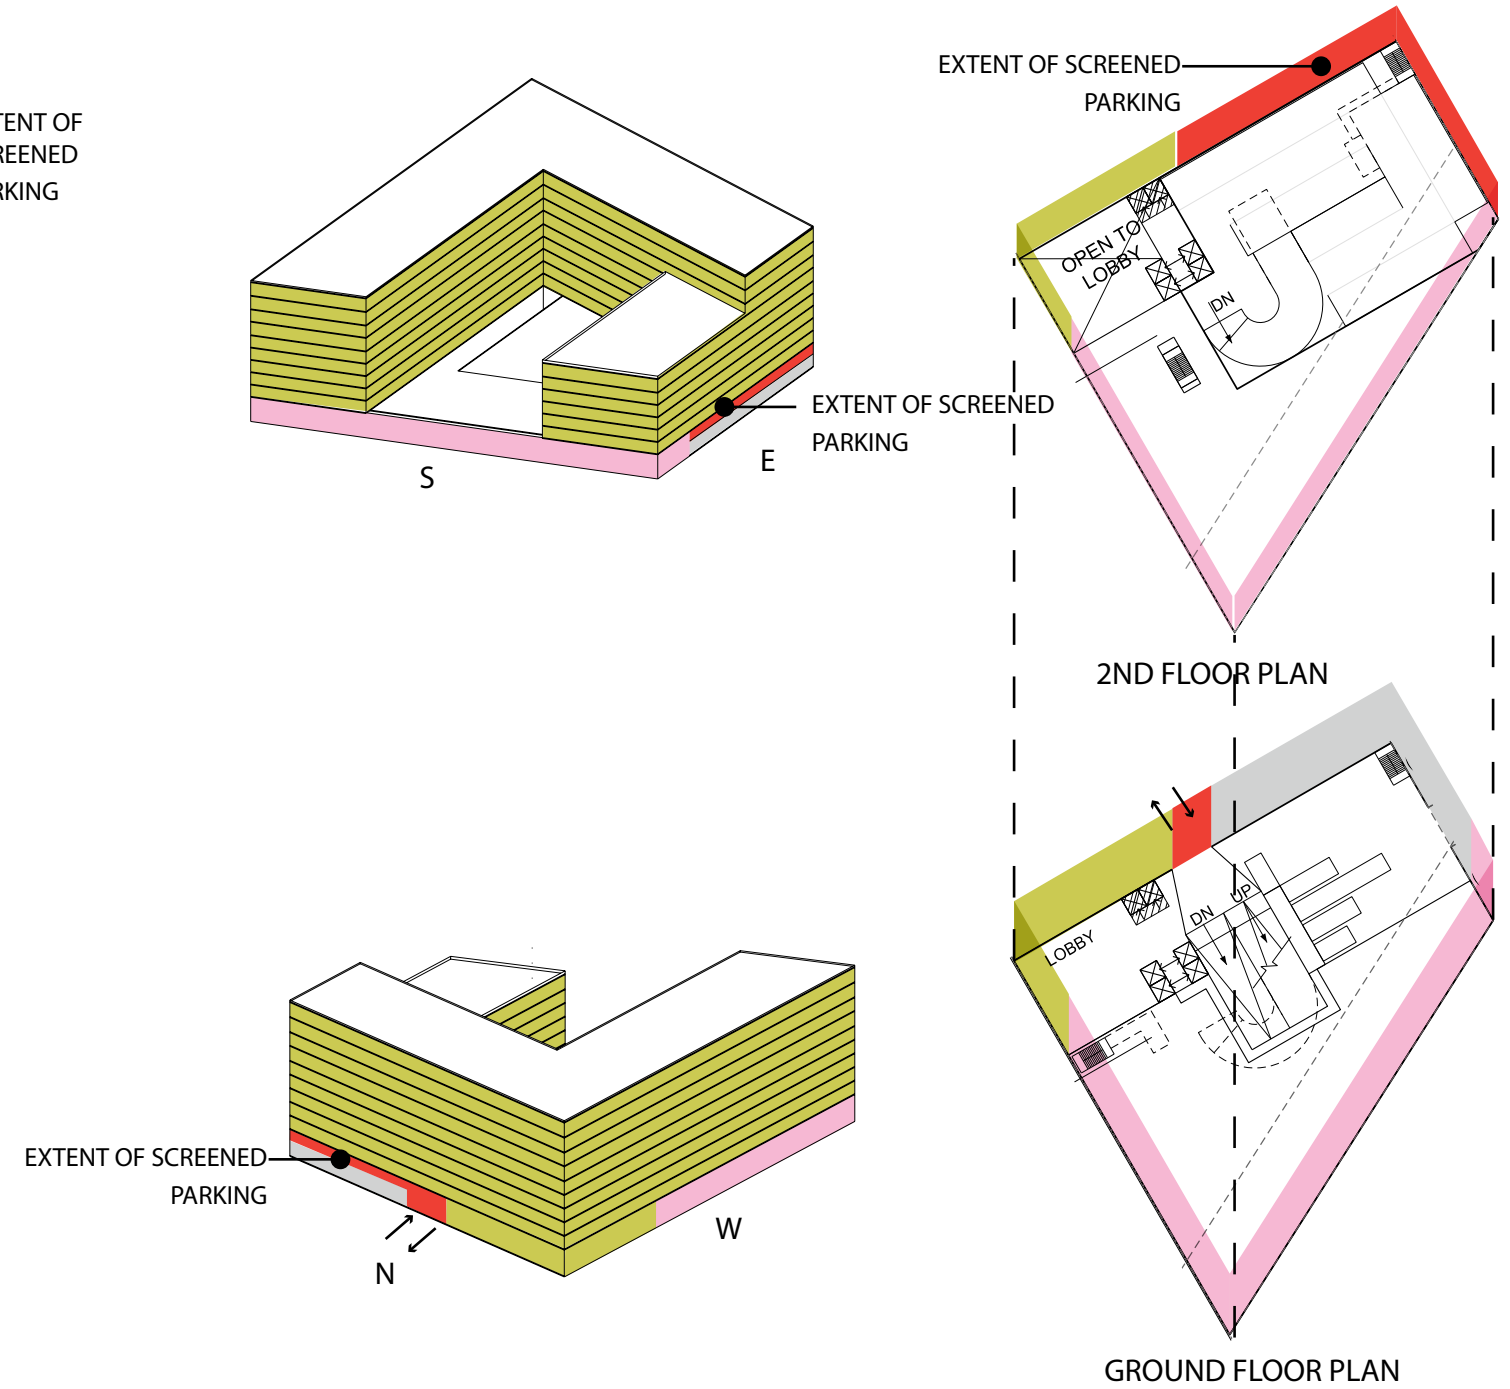 TENT OF
REENED
RKING
EXTENT OF SCREENED
PARKING
OPEN TO
LOBBY
DN
EXTENT OF SCREENED
PARKING
S
E
2ND FLOOR PLAN
DN
UP
LOBBY
EXTENT OF SCREENED
PARKING
N
W
GROUND FLOOR PLAN